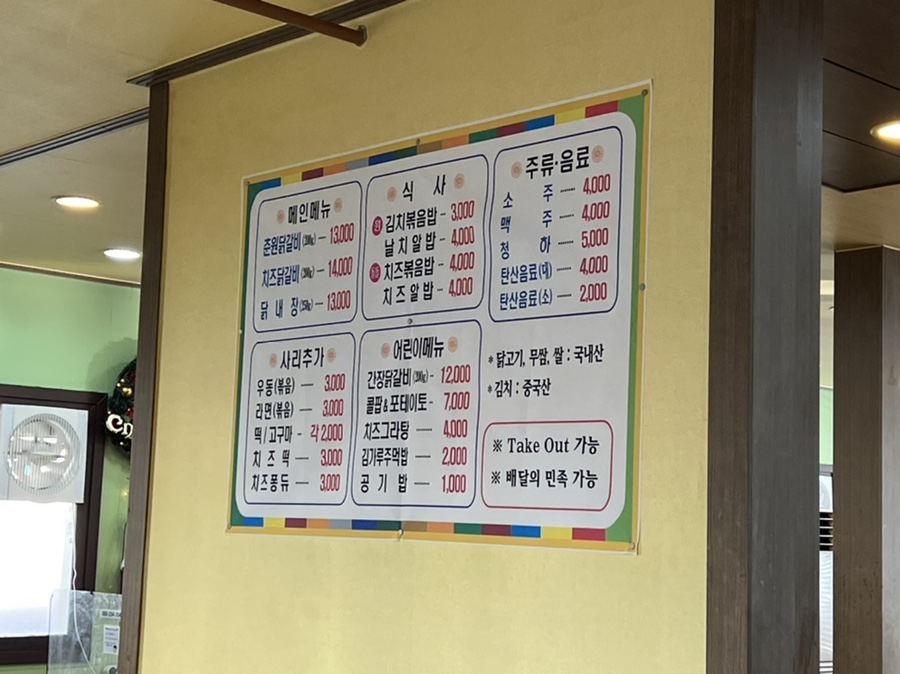 메인메뉴
춘원닭갈비(200g) — 13,000
치즈닭갈비(200g) — 14,000
닭 내 장(250g) — 13,000
식 사
김치볶음밥 - 3,000
날 치 알 밥 - 4,000
치즈볶음밥 - 4,000
치 즈 알 밥 - 4,000
주류·음료
소 주 ----- 4,000
맥 주 ----- 4,000
청 하 ----- 5,000
탄산음료(대) ----- 4,000
탄산음료(소) ----- 2,000
사리추가
우동(볶음) — 3,000
라면(볶음) — 3,000
떡 / 고구마 - 각 2,000
치 즈 떡 — 3,000
치즈퐁듀 — 3,000
어린이메뉴
간장닭갈비(200g) - 12,000
콜팝 & 포테이토 - 7,000
치즈그라탕 ----- 4,000
김가루주먹밥 ----- 2,000
공 기 밥 ----- 1,000
* 닭고기, 무쌈, 쌀 : 국내산
* 김치 : 중국산
※ Take Out 가능
※ 배달의 민족 가능